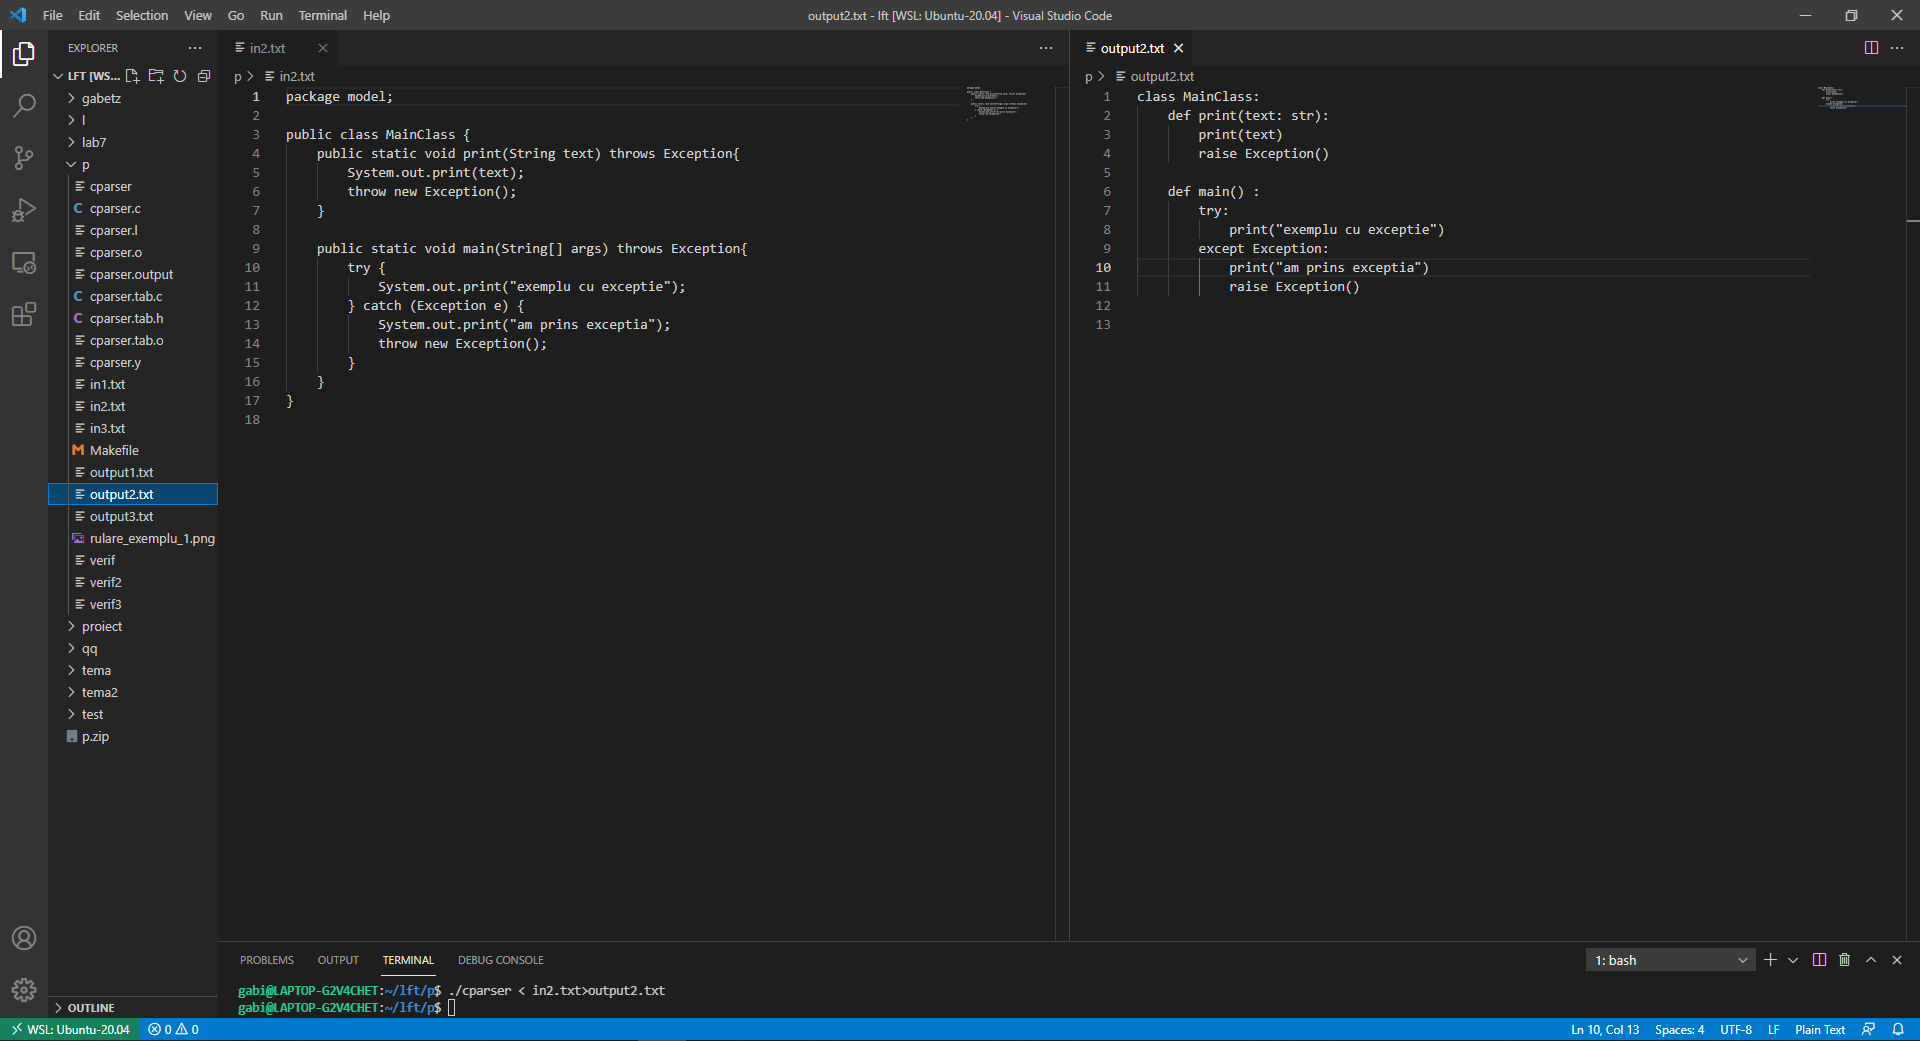 File Edit Selection View Go Run Terminal Help
output2.txt - lft [WSL: Ubuntu-20.04] - Visual Studio Code
EXPLORER
LFT [WS...
gabetz
l
lab7
p
cparser
cparser.c
cparser.l
cparser.o
cparser.output
cparser.tab.c
cparser.tab.h
cparser.tab.o
cparser.y
in1.txt
in2.txt
in3.txt
Makefile
output1.txt
output2.txt
output3.txt
rulare_exemplu_1.png
verif
verif2
verif3
proiect
qq
tema
tema2
test
p.zip
OUTLINE
in2.txt
p > in2.txt
1 package model;
2
3 public class MainClass {
4 public static void print(String text) throws Exception{
5 System.out.print(text);
6 throw new Exception();
7 }
8
9 public static void main(String[] args) throws Exception{
10 try {
11 System.out.print("exemplu cu exceptie");
12 } catch (Exception e) {
13 System.out.print("am prins exceptia");
14 throw new Exception();
15 }
16 }
17 }
18
output2.txt
p > output2.txt
1 class MainClass:
2 def print(text: str):
3 print(text)
4 raise Exception()
5
6 def main() :
7 try:
8 print("exemplu cu exceptie")
9 except Exception:
10 print("am prins exceptia")
11 raise Exception()
12
13
PROBLEMS OUTPUT TERMINAL DEBUG CONSOLE
1: bash
gabi@LAPTOP-G2V4CHET:~/lft/p$ ./cparser < in2.txt>output2.txt
gabi@LAPTOP-G2V4CHET:~/lft/p$
WSL: Ubuntu-20.04 0 0
Ln 10, Col 13 Spaces: 4 UTF-8 LF Plain Text